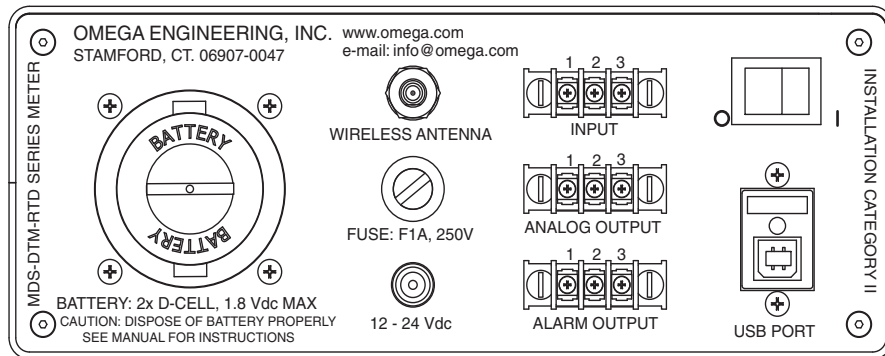 OMEGA ENGINEERING, INC.
STAMFORD, CT. 06907-0047
www.omega.com
e-mail: info@omega.com
MDS-DTM-RTD SERIES METER
BATTERY
BATTERY
BATTERY: 2x D-CELL, 1.8 Vdc MAX
CAUTION: DISPOSE OF BATTERY PROPERLY
SEE MANUAL FOR INSTRUCTIONS
WIRELESS ANTENNA
FUSE: F1A, 250V
12 - 24 Vdc
1 2 3
INPUT
1 2 3
ANALOG OUTPUT
1 2 3
ALARM OUTPUT
O I
USB PORT
INSTALLATION CATEGORY II